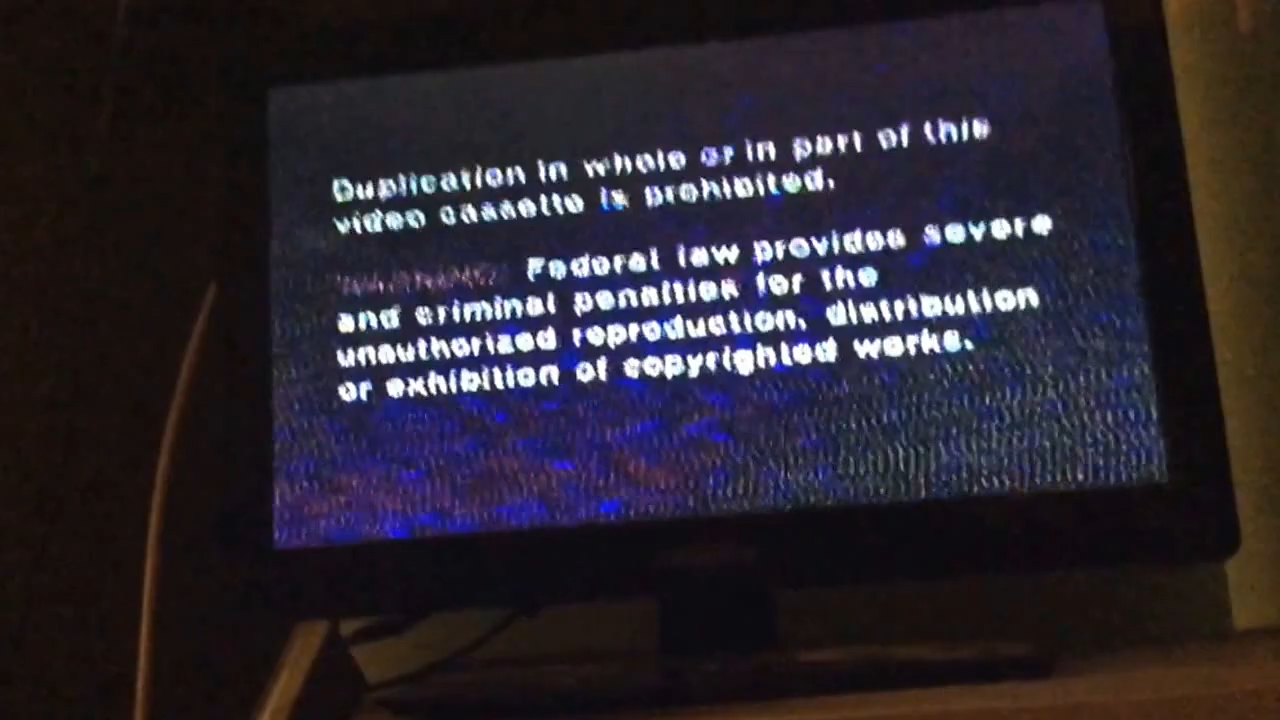 Duplication in whole or in part of this
video cassette is prohibited.
Federal law provides severe
and criminal penalties for the
unauthorized reproduction, distribution
or exhibition of copyrighted works.